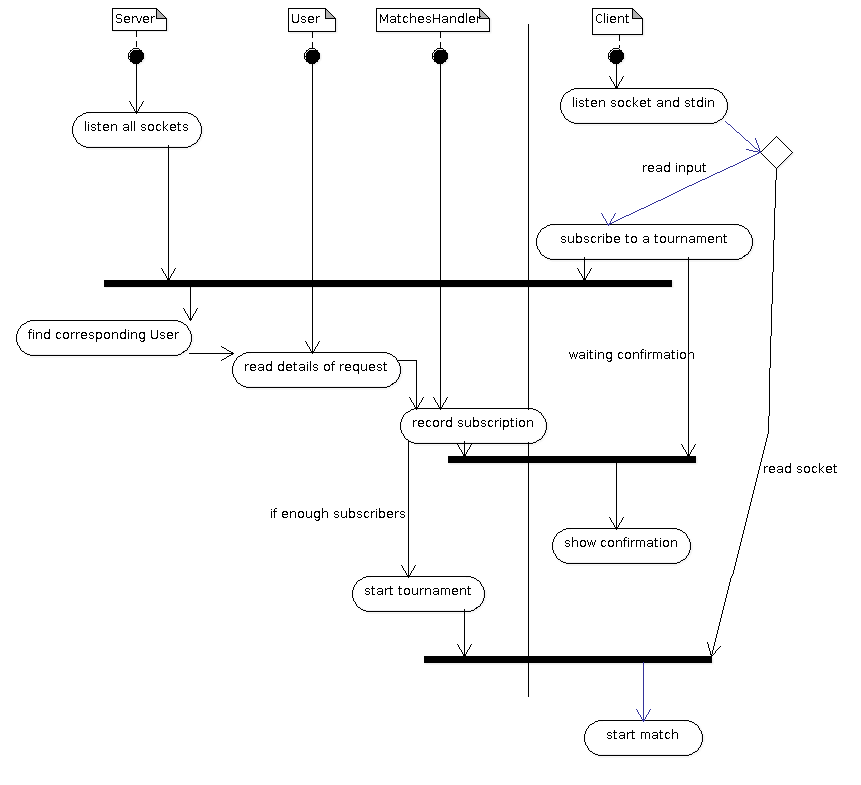 Server
User
MatchesHandler
Client
listen socket and stdin
listen all sockets
read input
subscribe to a tournament
find corresponding User
waiting confirmation
read details of request
record subscription
read socket
if enough subscribers
show confirmation
start tournament
start match